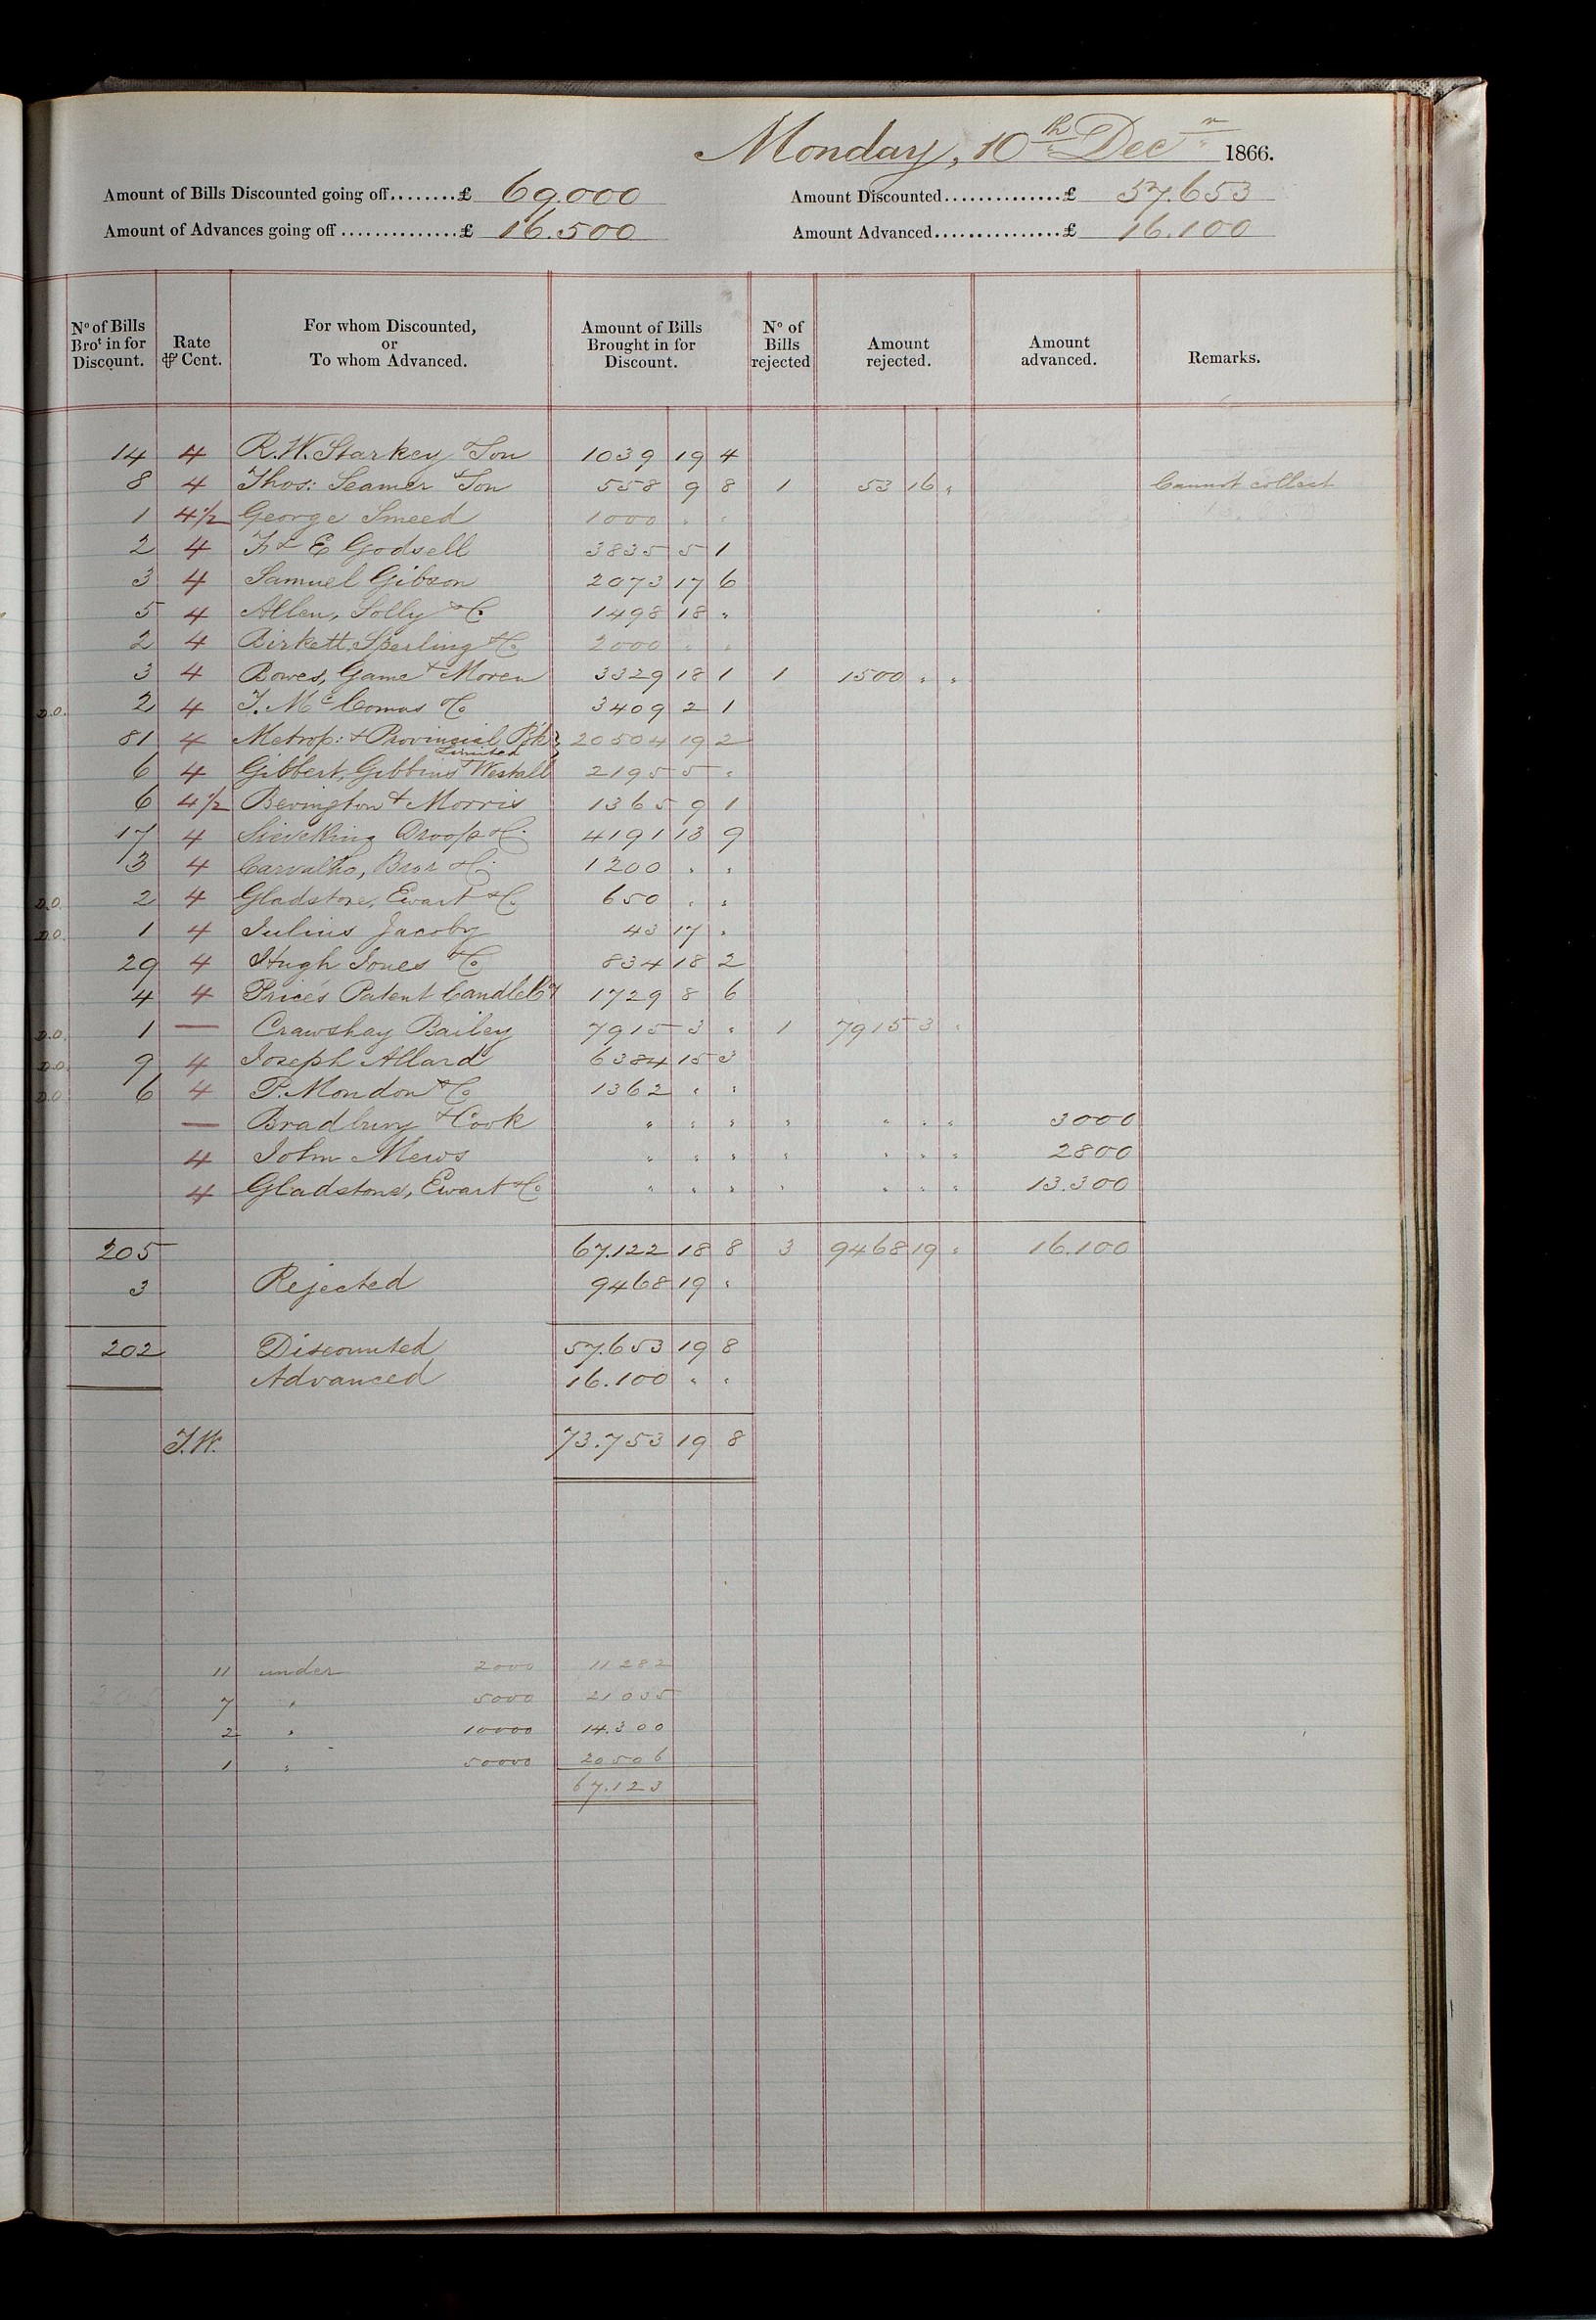 Monday, 10th Decr 1866.
Amount of Bills Discounted going off........£ 69.000 Amount Discounted..............£ 57.653
Amount of Advances going off..............£ 16.500 Amount Advanced...............£ 16.100
No of Bills Brot in for Discount. Rate ⅌ Cent. For whom Discounted, or To whom Advanced. Amount of Bills Brought in for Discount. No of Bills rejected Amount rejected. Amount advanced. Remarks.
14 4 R.W. Starkey & Son 1039 19 4
8 4 Thos: Seamer & Son 558 9 8 1 53 16 " Cannot collect
1 4½ George Smeed 1000 " "
2 4 & E Godsell 3835 5 1
3 4 Samuel Gibson 2073 17 6
5 4 Allen, Solly & Co 1498 18 "
2 4 Birkett, Sperling & Co 2000 " "
3 4 Bowes, Game & Moren 3329 18 1 1 1500 " "
D.O. 2 4 McComas & Co 3409 2 1
81 4 Metrop: & Provincial B'k Limited 20504 19 2
6 4 Gibbert, Gibbins & Westall 2195 5 "
6 4½ Bevington & Morris 1365 9 1
17 4 Sieveking Droop & Co 4191 13 9
3 4 Carvalho, Bros & Co 1200 " "
D.O. 2 4 Gladstone, Ewart & Co 650 " "
D.O. 1 4 Julius Jacoby 43 17 "
29 4 Hugh Jones & Co 834 18 2
4 4 Price's Patent Candle Cy 1729 8 6
D.O. 1 — Crawshay Bailey 7915 3 " 1 7915 3 "
D.O. 9 4 Joseph Allard 6384 15 3
D.O. 6 4 P. Mondon & Co 1362 " "
— Bradbury & Cook " " " " " " " 3000
4 John Mews " " " " " " " 2800
4 Gladstone, Ewart & Co " " " " " " " 13.300
205 67.122 18 8 3 9468 19 " 16.100
3 Rejected 9468 19 "
202 Discounted 57.653 19 8
Advanced 16.100 " "
J.W. 73.753 19 8
11 under 2000 11282
7 " 5000 21035
2 " 10000 14.300
1 " 50000 20506
67.123